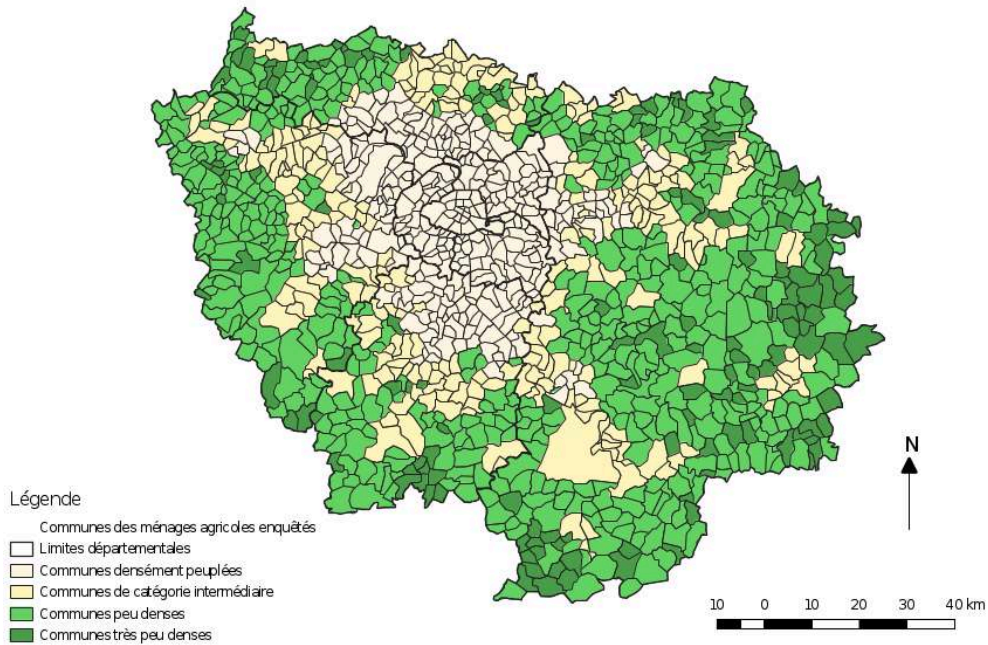 N
Légende
Communes des ménages agricoles enquêtés
Limites départementales
Communes densément peuplées
Communes de catégorie intermédiaire
Communes peu denses
Communes très peu denses
10 0 10 20 30 40 km